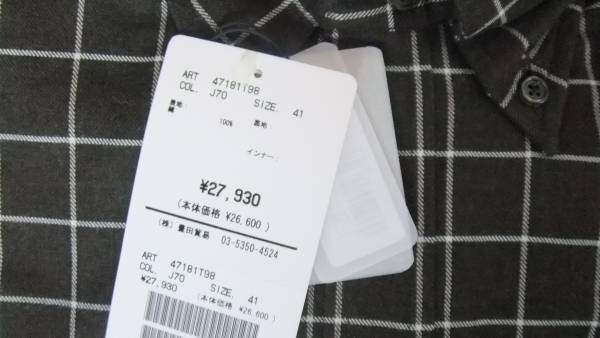 ART 47181T98
COL. J70 SIZE. 41
表地: 裏地:
綿 100%
インナー:
¥27,930
(本体価格 ¥26,600 )
(株) 豊田貿易 03-5350-4524
ART 47181T98
COL. J70 SIZE. 41
¥27,930 (本体価格 ¥26,600 )